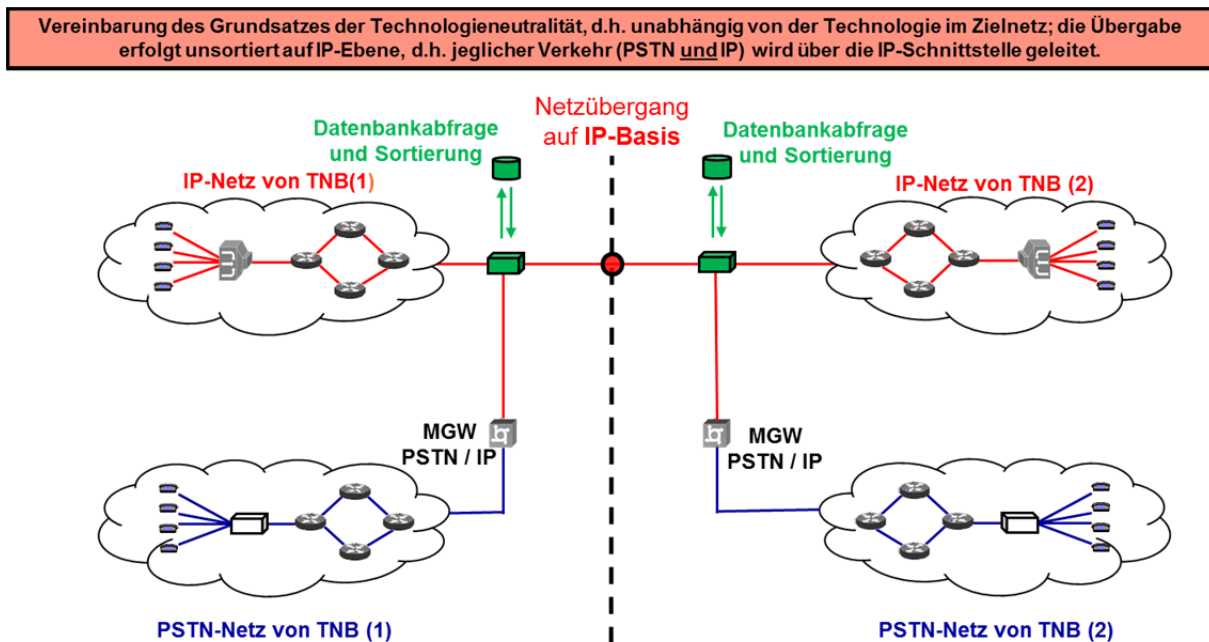 Vereinbarung des Grundsatzes der Technologieneutralität, d.h. unabhängig von der Technologie im Zielnetz; die Übergabe
erfolgt unsortiert auf IP-Ebene, d.h. jeglicher Verkehr (PSTN und IP) wird über die IP-Schnittstelle geleitet.
Netzübergang
auf IP-Basis
Datenbankabfrage
und Sortierung
Datenbankabfrage
und Sortierung
IP-Netz von TNB(1)
IP-Netz von TNB (2)
MGW
PSTN / IP
MGW
PSTN / IP
PSTN-Netz von TNB (1)
PSTN-Netz von TNB (2)